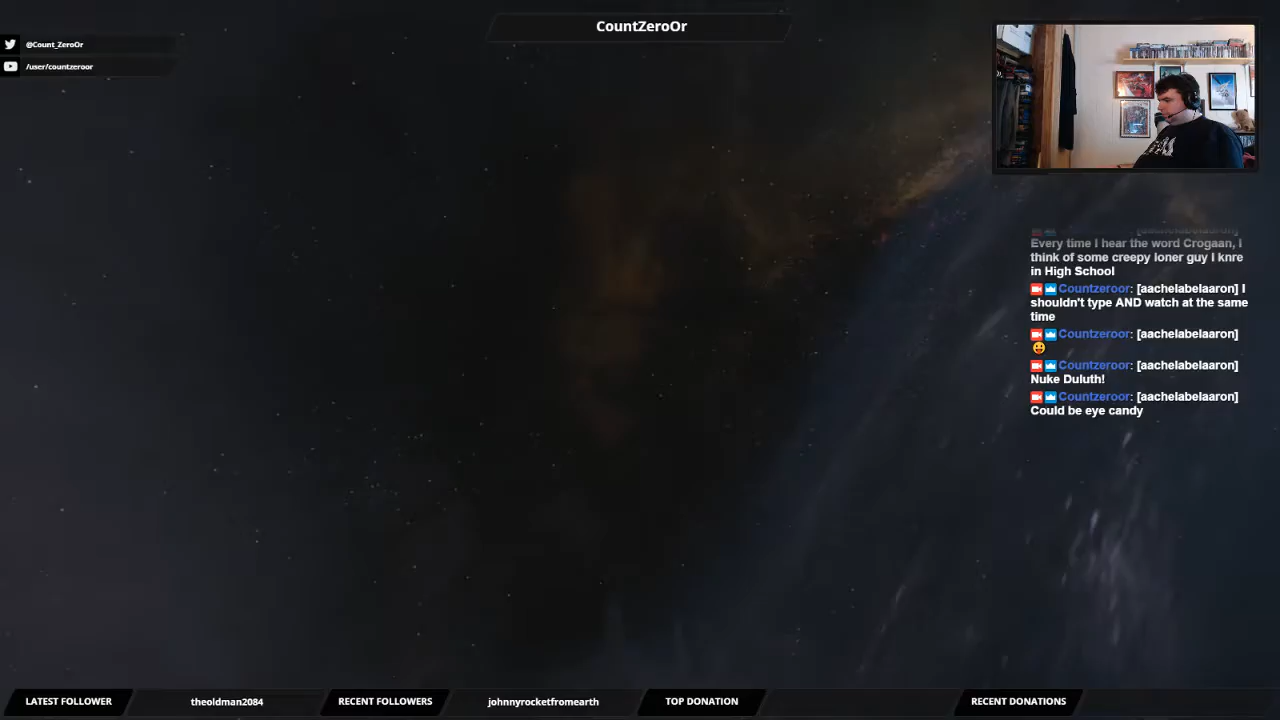 CountZeroOr
@Count_ZeroOr
/user/countzeroor
Every time I hear the word Crogaan, I
think of some creepy loner guy I knre
in High School
Countzeroor: [aachelabelaaron] I
shouldn't type AND watch at the same
time
Countzeroor: [aachelabelaaron]
Countzeroor: [aachelabelaaron]
Nuke Duluth!
Countzeroor: [aachelabelaaron]
Could be eye candy
LATEST FOLLOWER
theoldman2084
RECENT FOLLOWERS
johnnyrocketfromearth
TOP DONATION
RECENT DONATIONS